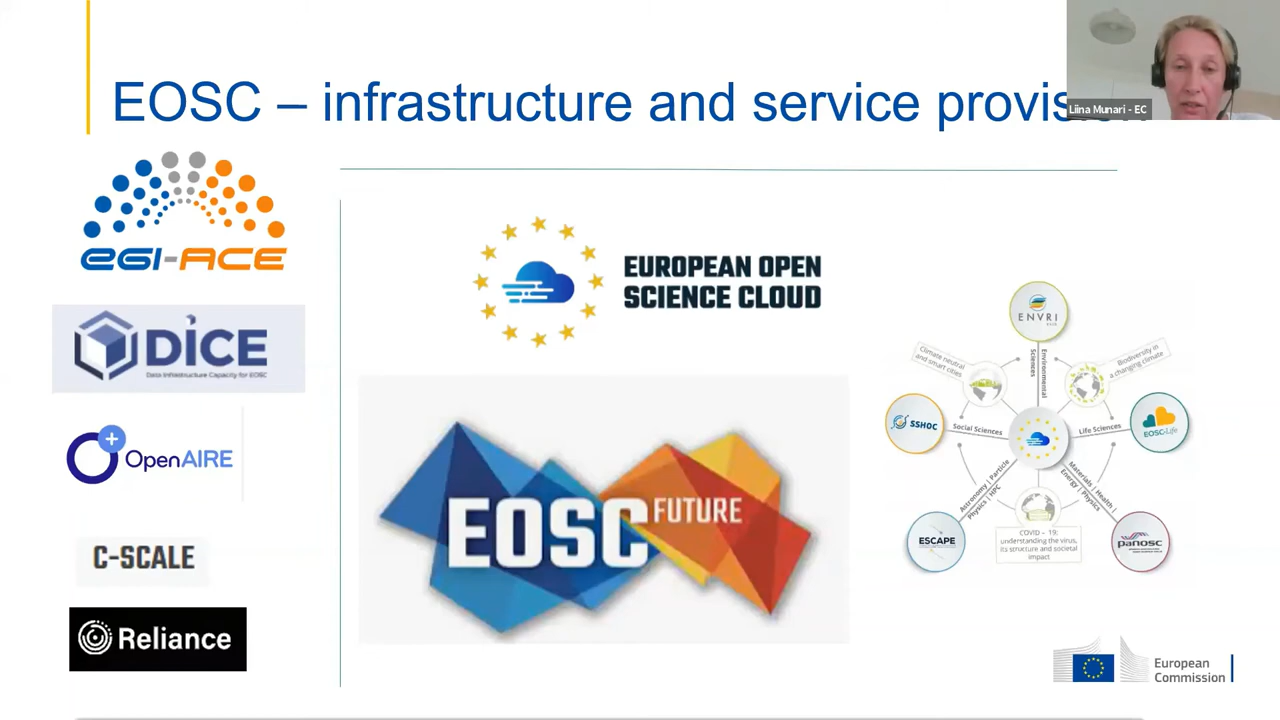 EOSC – infrastructure and service provision
Liina Munari - EC
EGI-ACE
DICE
Data Infrastructure Capacity for EOSC
OpenAIRE
C-SCALE
Reliance
EUROPEAN OPEN
SCIENCE CLOUD
EOSC FUTURE
ENVRI
Climate neutral
and smart cities
Environmental
Sciences
Biodiversity in
a changing climate
SSHOC
Social Sciences
Life Sciences
EOSC-Life
Astronomy | Particle
Physics | HPC
Materials | Health |
Energy | Physics
ESCAPE
COVID – 19:
understanding the virus,
its structure and societal
impact
panosc
European
Commission